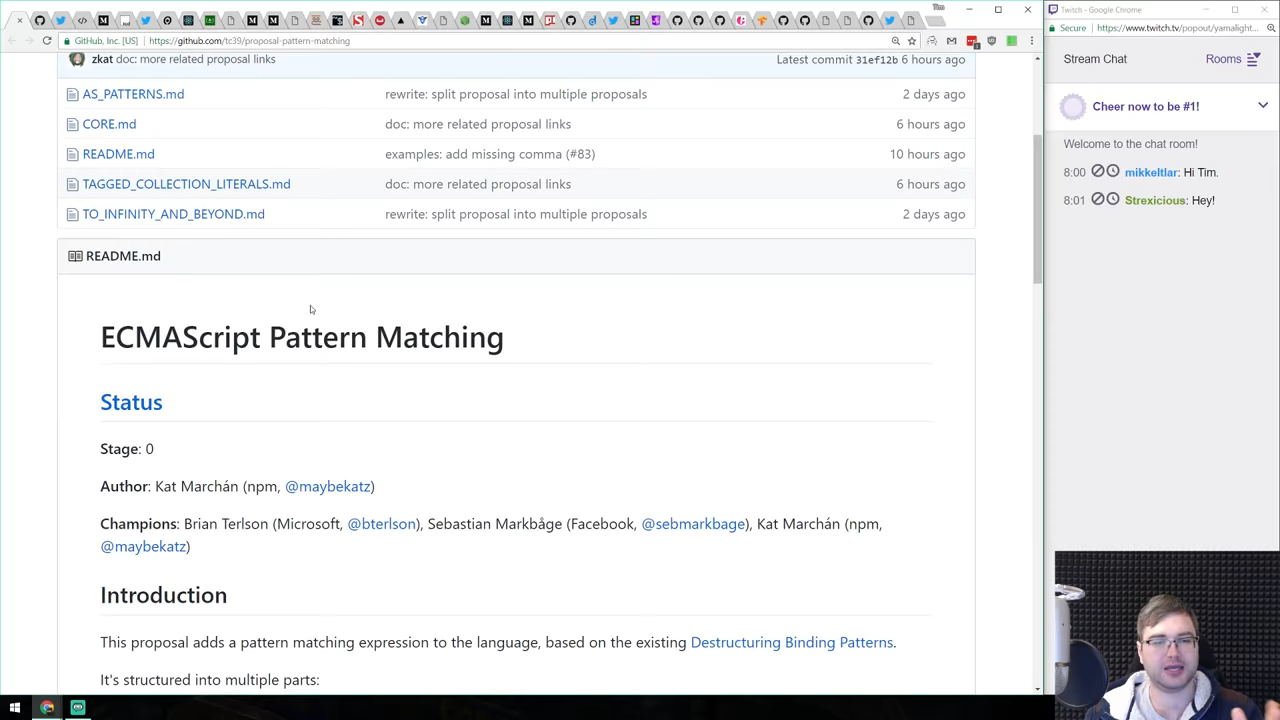 Twitch - Google Chrome
GitHub, Inc. [US] https://github.com/tc39/proposal-pattern-matching
Secure https://www.twitch.tv/popout/yamalight...
zkat doc: more related proposal links Latest commit 31ef12b 6 hours ago
AS_PATTERNS.md rewrite: split proposal into multiple proposals 2 days ago
CORE.md doc: more related proposal links 6 hours ago
README.md examples: add missing comma (#83) 10 hours ago
TAGGED_COLLECTION_LITERALS.md doc: more related proposal links 6 hours ago
TO_INFINITY_AND_BEYOND.md rewrite: split proposal into multiple proposals 2 days ago
README.md
ECMAScript Pattern Matching
Status
Stage: 0
Author: Kat Marchán (npm, @maybekatz)
Champions: Brian Terlson (Microsoft, @bterlson), Sebastian Markbåge (Facebook, @sebmarkbage), Kat Marchán (npm,
@maybekatz)
Introduction
This proposal adds a pattern matching expression to the language, based on the existing Destructuring Binding Patterns.
It's structured into multiple parts:
Stream Chat Rooms
Cheer now to be #1!
Welcome to the chat room!
8:00 mikkeltlar: Hi Tim.
8:01 Strexicious: Hey!